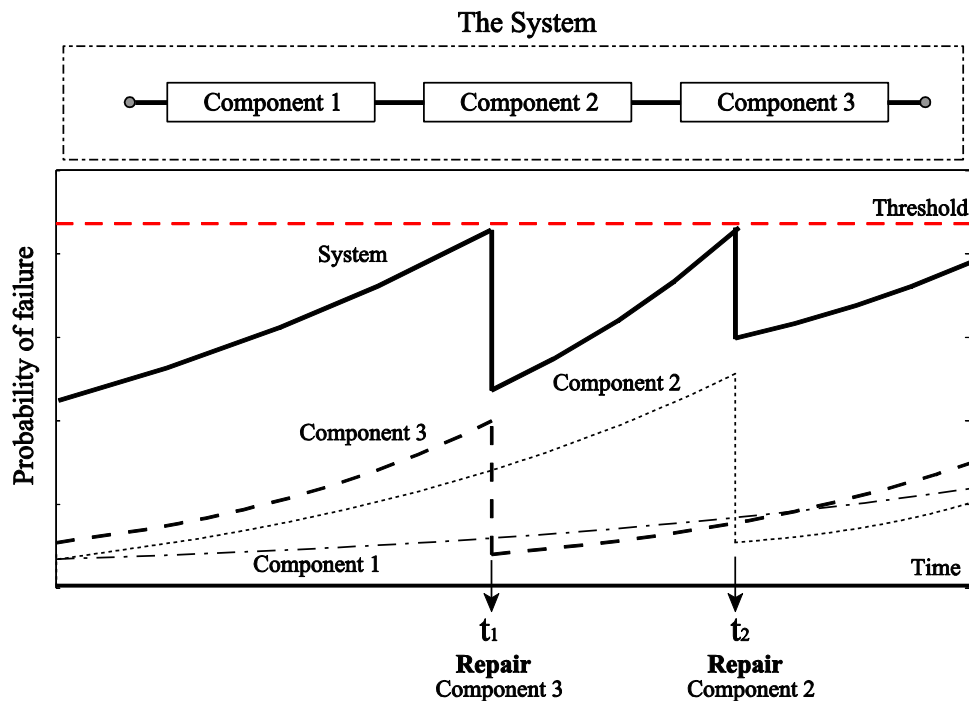 The System
Component 1
Component 2
Component 3
Threshold
System
Component 2
Component 3
Component 1
Time
Probability of failure
t1
t2
Repair
Component 3
Repair
Component 2